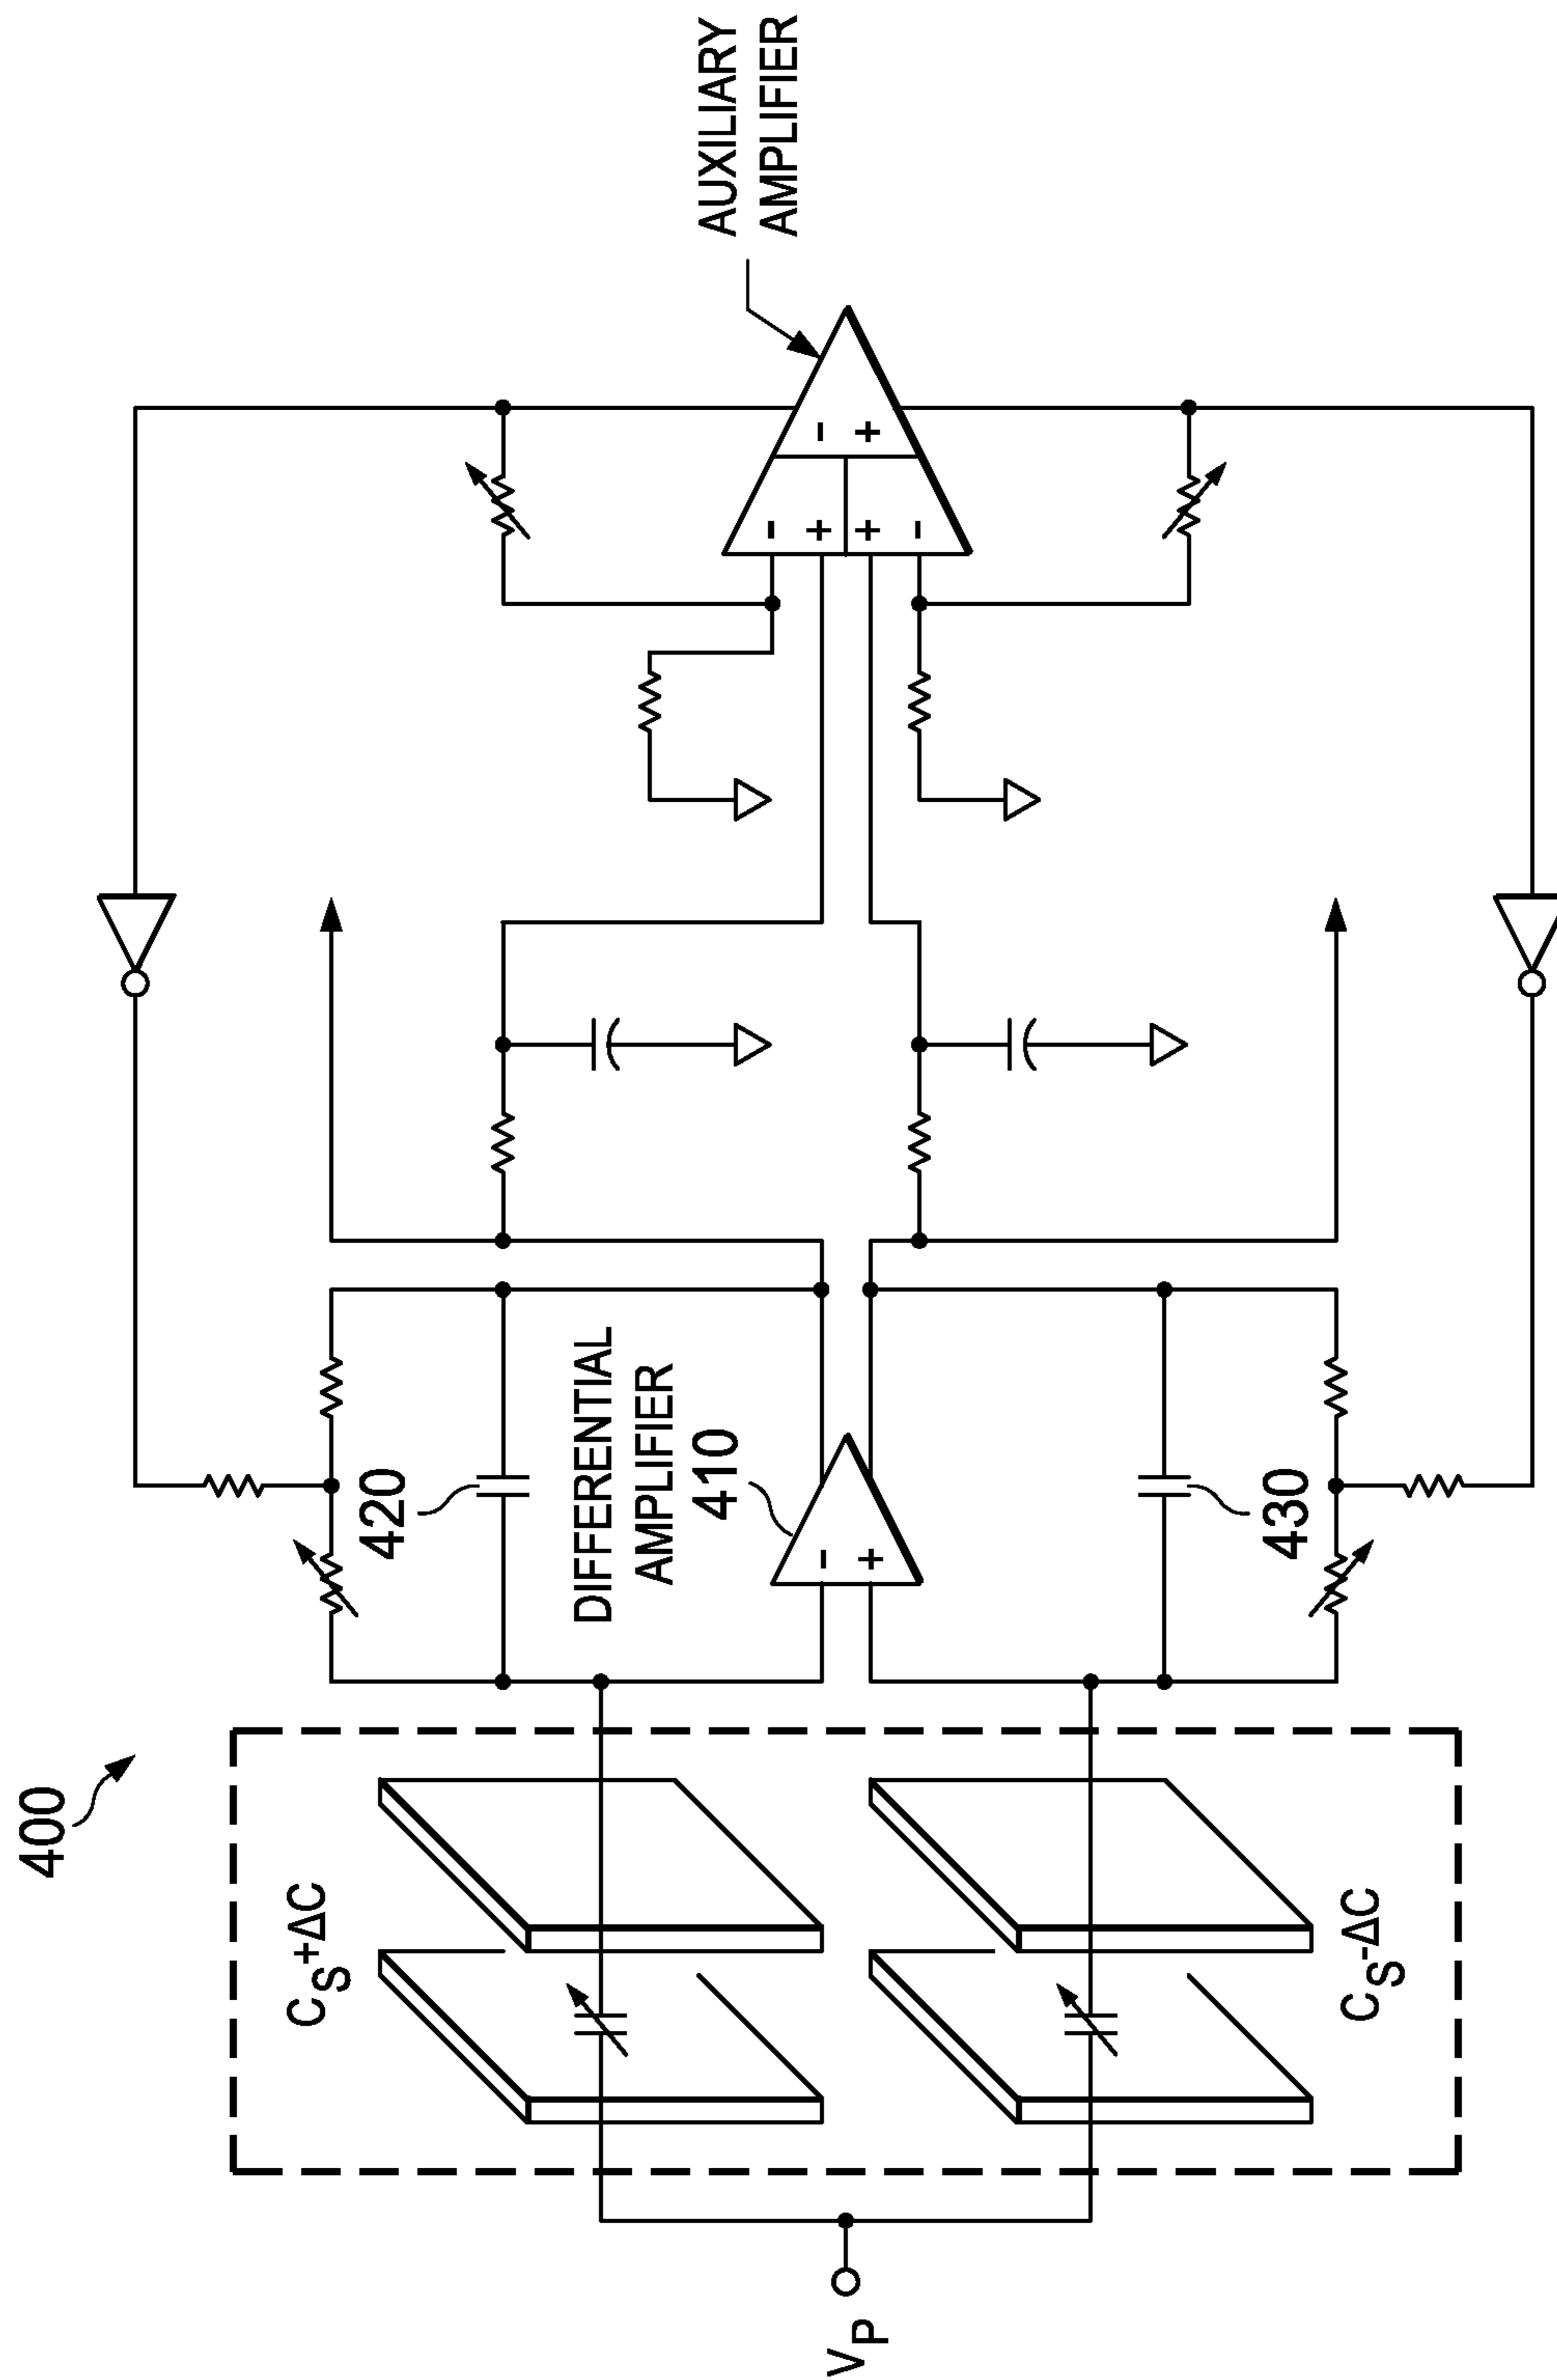 400
V_P
C_S+ΔC
C_S-ΔC
420
DIFFERENTIAL
AMPLIFIER
410
-
+
430
-
+
+
-
-
+
AUXILIARY
AMPLIFIER